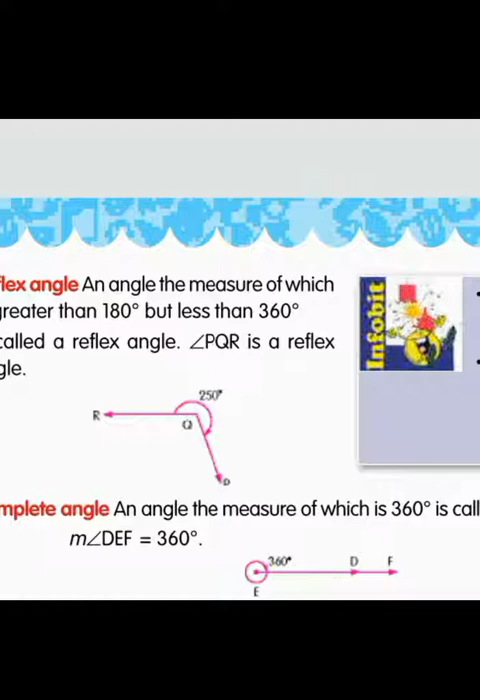 flex angle An angle the measure of which
greater than 180° but less than 360°
called a reflex angle. ∠PQR is a reflex
gle.
Infobit
250°
R
Q
mplete angle An angle the measure of which is 360° is call
m∠DEF = 360°.
360°
D
F
E